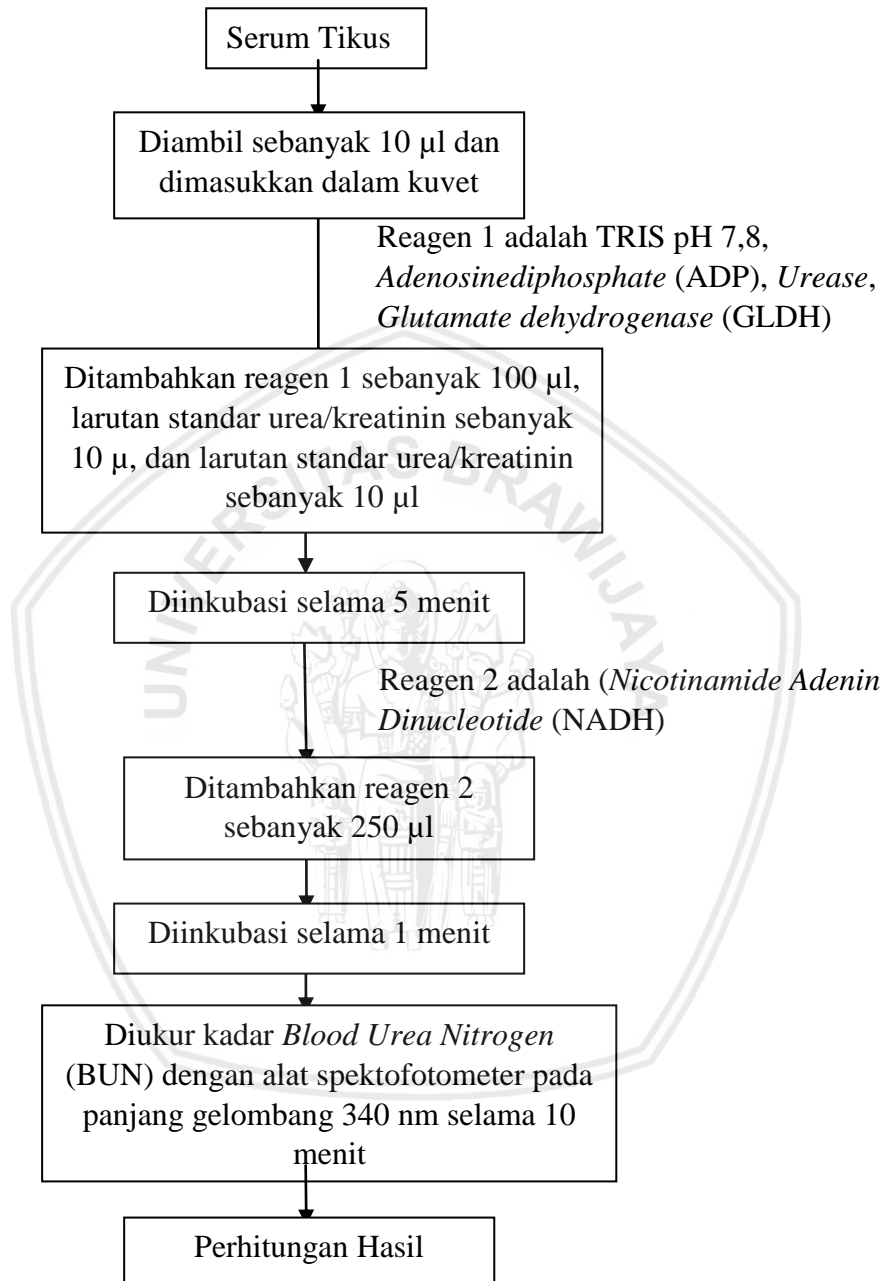 Serum Tikus
Diambil sebanyak 10 µl dan
dimasukkan dalam kuvet
Reagen 1 adalah TRIS pH 7,8,
Adenosinediphosphate (ADP), Urease,
Glutamate dehydrogenase (GLDH)
Ditambahkan reagen 1 sebanyak 100 µl,
larutan standar urea/kreatinin sebanyak
10 µ, dan larutan standar urea/kreatinin
sebanyak 10 µl
Diinkubasi selama 5 menit
Reagen 2 adalah (Nicotinamide Adenin
Dinucleotide (NADH)
Ditambahkan reagen 2
sebanyak 250 µl
Diinkubasi selama 1 menit
Diukur kadar Blood Urea Nitrogen
(BUN) dengan alat spektofotometer pada
panjang gelombang 340 nm selama 10
menit
Perhitungan Hasil
UNIVERSITAS BRAWIJAYA